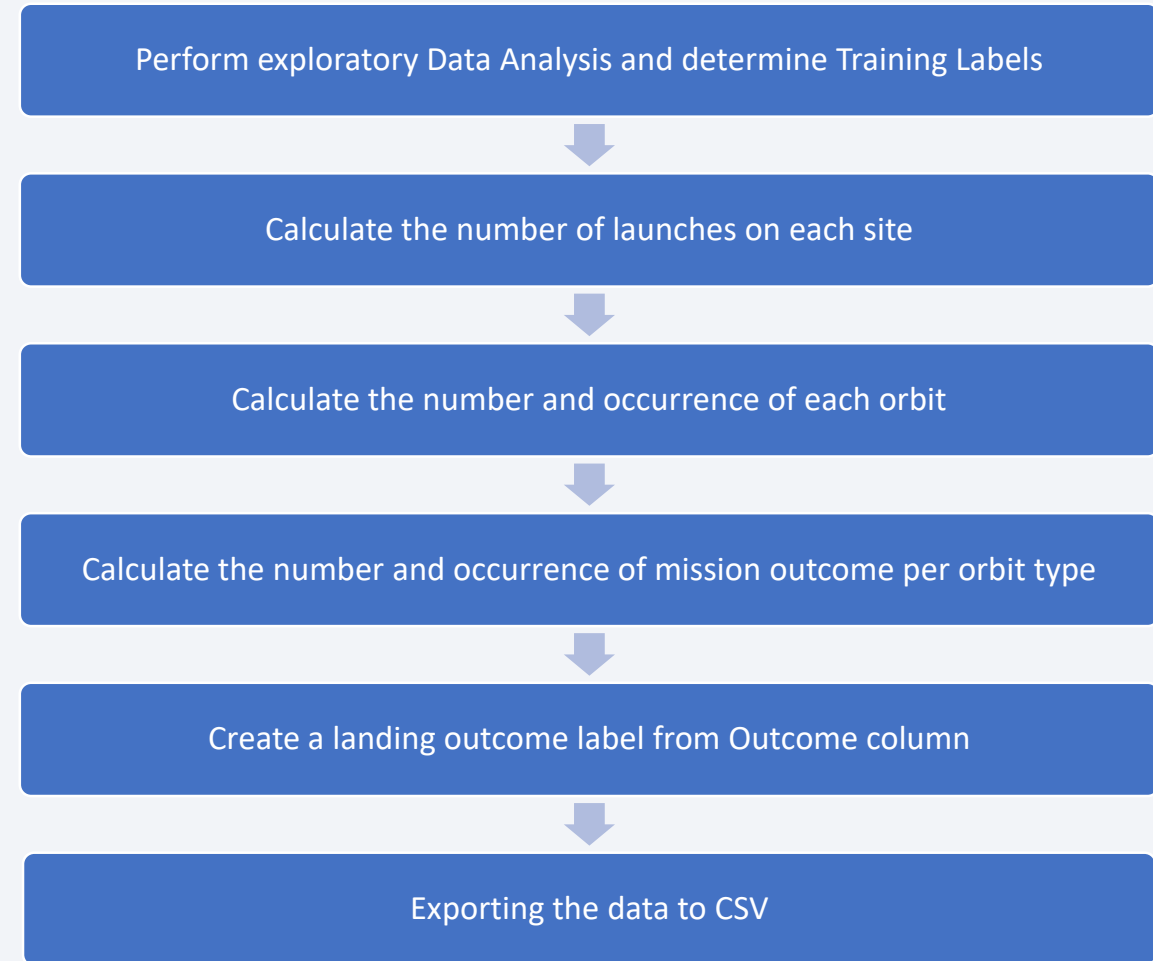 Perform exploratory Data Analysis and determine Training Labels
Calculate the number of launches on each site
Calculate the number and occurrence of each orbit
Calculate the number and occurrence of mission outcome per orbit type
Create a landing outcome label from Outcome column
Exporting the data to CSV